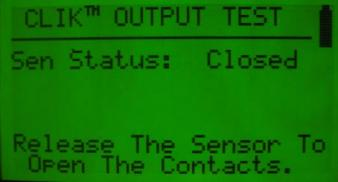 CLIK™ OUTPUT TEST
Sen Status: Closed
Release The Sensor To
Open The Contacts.